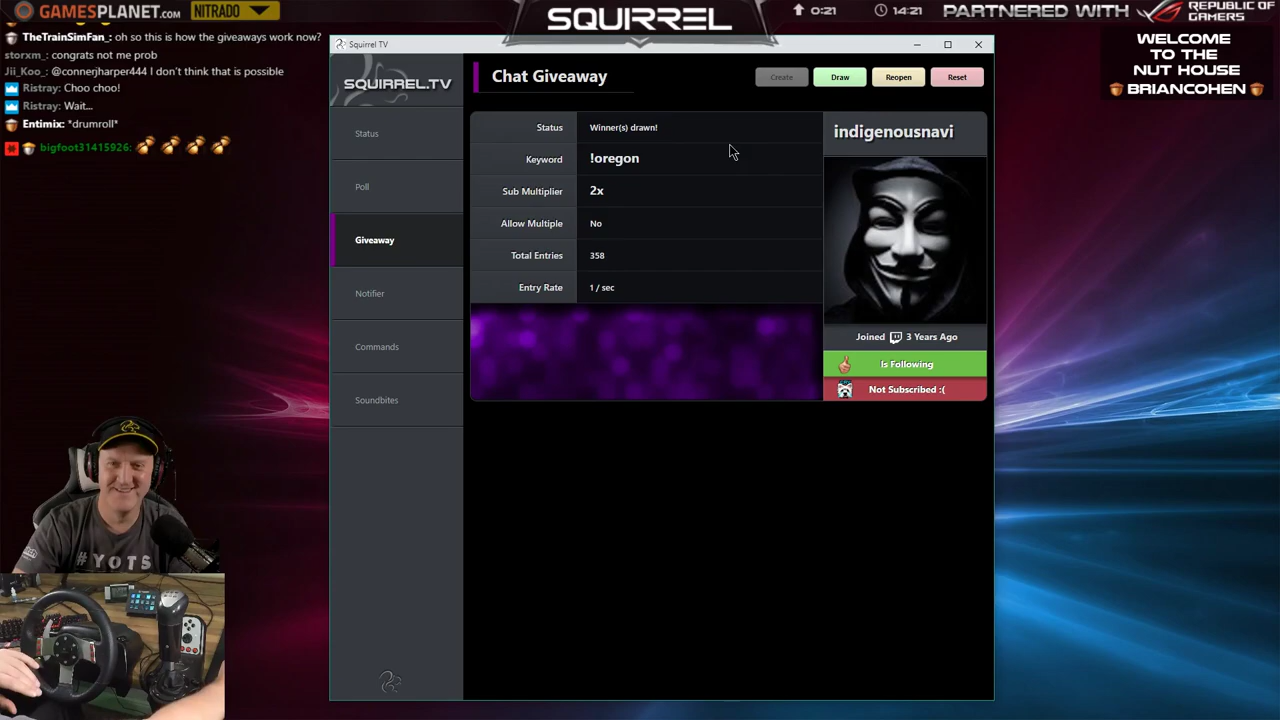 GAMESPLANET.COM
NITRADO
SQUIRREL
0:21
14:21
PARTNERED WITH
REPUBLIC OF
GAMERS
TheTrainSimFan_: oh so this is how the giveaways work now?
storxm_: congrats not me prob
Jii_Koo_: @connerjharper444 I don't think that is possible
Ristray: Choo choo!
Ristray: Wait...
Entimix: *drumroll*
bigfoot31415926:
WELCOME
TO THE
NUT HOUSE
BRIANCOHEN
Squirrel TV
SQUIRREL.TV
Status
Poll
Giveaway
Notifier
Commands
Soundbites
Chat Giveaway
Create
Draw
Reopen
Reset
Status Winner(s) drawn!
Keyword !oregon
Sub Multiplier 2x
Allow Multiple No
Total Entries 358
Entry Rate 1 / sec
indigenousnavi
Joined 3 Years Ago
Is Following
Not Subscribed :(
#YOTS